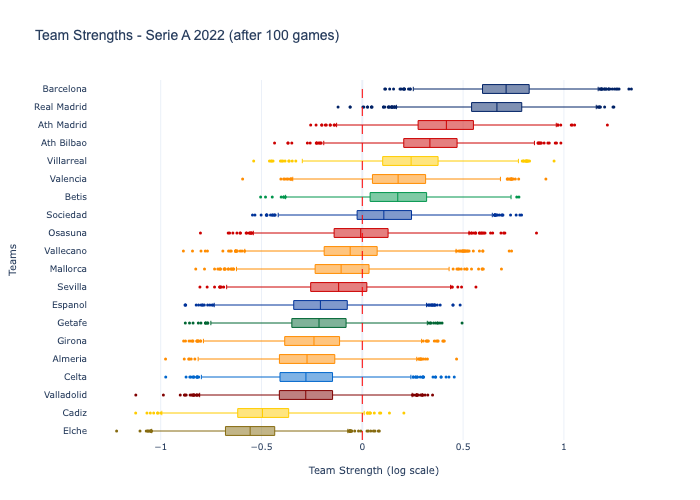 Team Strengths - Serie A 2022 (after 100 games)
Barcelona
Real Madrid
Ath Madrid
Ath Bilbao
Villarreal
Valencia
Betis
Sociedad
Osasuna
Vallecano
Mallorca
Sevilla
Espanol
Getafe
Girona
Almeria
Celta
Valladolid
Cadiz
Elche
Teams
−1
−0.5
0
0.5
1
Team Strength (log scale)